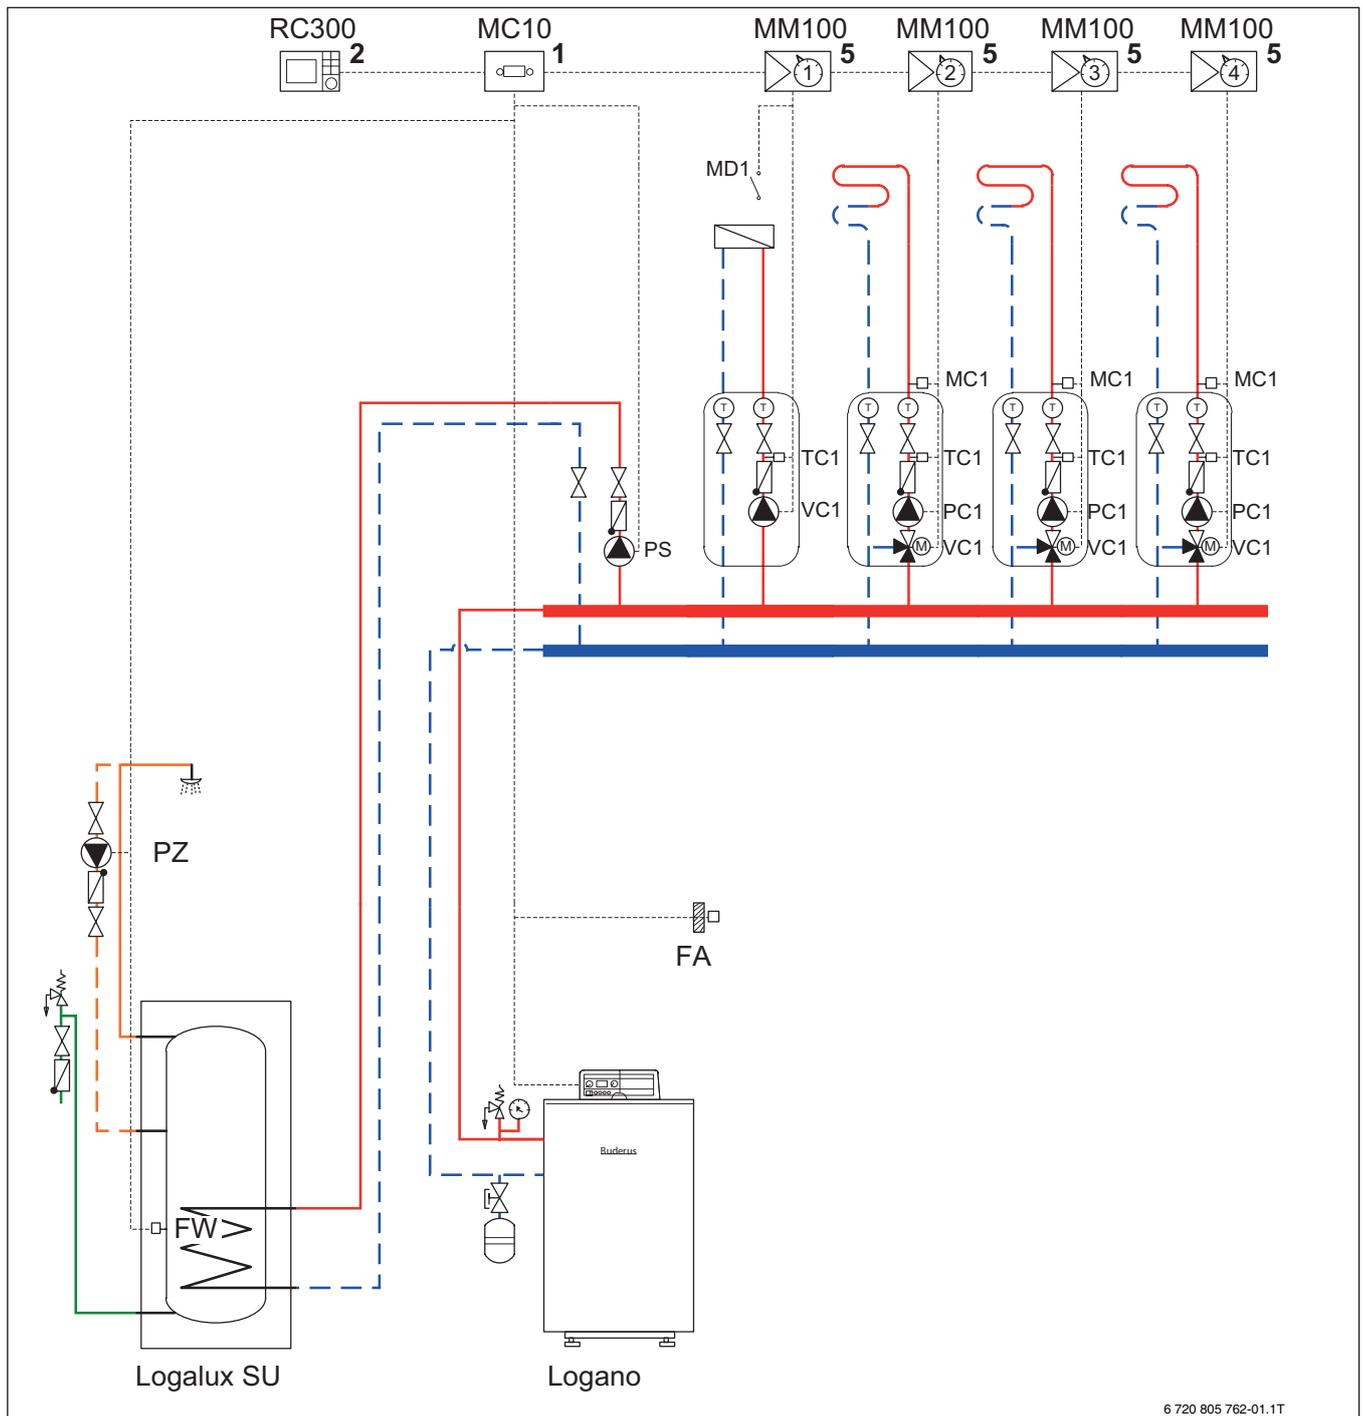 RC300 MC10 MM100 MM100 MM100 MM100
2 1 5 5 5 5
1 2 3 4
MD1
MC1 MC1 MC1
T T T T T T T T
TC1 TC1 TC1 TC1
VC1 PC1 PC1 PC1
PS M VC1 M VC1 M VC1
PZ
FA
Buderus
FW
Logalux SU Logano
6 720 805 762-01.1T